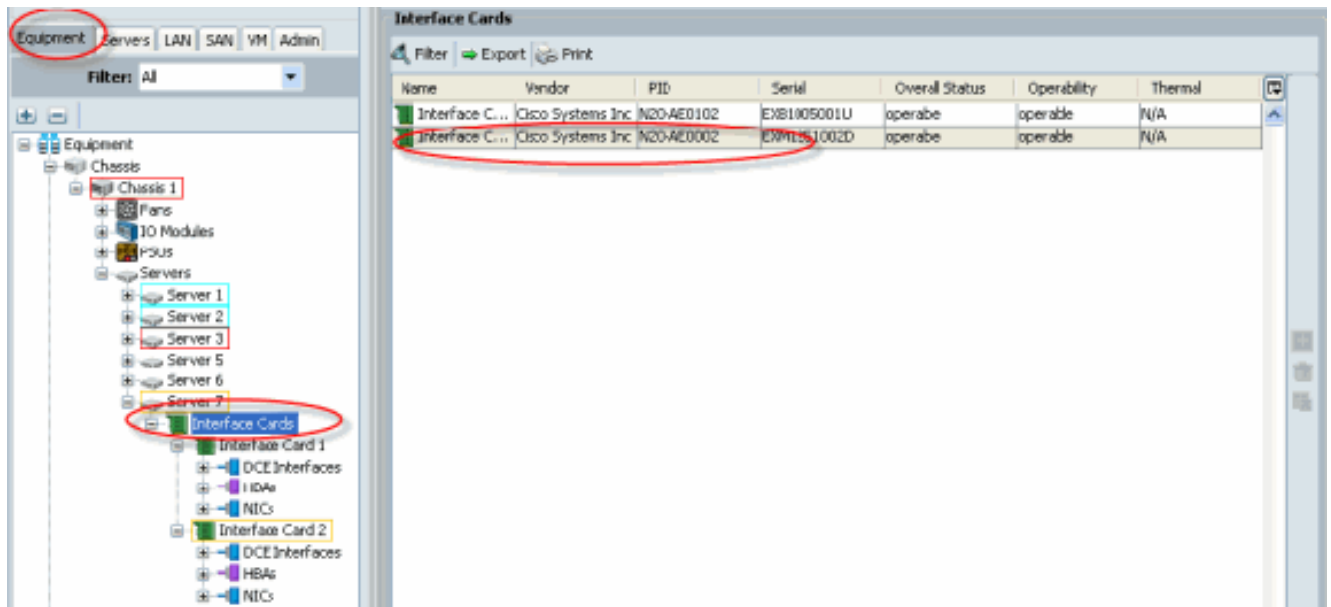 Equipment Servers LAN SAN VM Admin
Filter: All
Equipment
Chassis
Chassis 1
Fans
IO Modules
PSUs
Servers
Server 1
Server 2
Server 3
Server 5
Server 6
Server 7
Interface Cards
Interface Card 1
DCE Interfaces
HBAs
NICs
Interface Card 2
DCE Interfaces
HBAs
NICs
Interface Cards
Filter Export Print
Name Vendor PID Serial Overall Status Operability Thermal
Interface C... Cisco Systems Inc N20-AE0102 operable operable N/A
Interface C... Cisco Systems Inc N20-AE0002 operable operable N/A